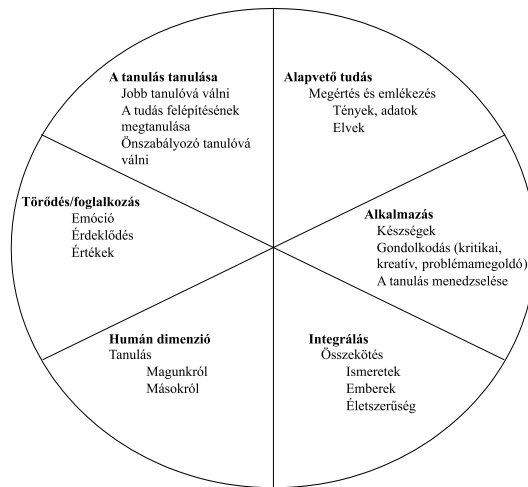 A tanulás tanulása
Jobb tanulóvá válni
A tudás felépítésének
megtanulása
Önszabályozó tanulóvá
válni
Alapvető tudás
Megértés és emlékezés
Tények, adatok
Elvek
Törődés/foglalkozás
Emóció
Érdeklődés
Értékek
Alkalmazás
Készségek
Gondolkodás (kritikai,
kreatív, problémamegoldó)
A tanulás menedzselése
Humán dimenzió
Tanulás
Magunkról
Másokról
Integrálás
Összekötés
Ismeretek
Emberek
Életszerűség